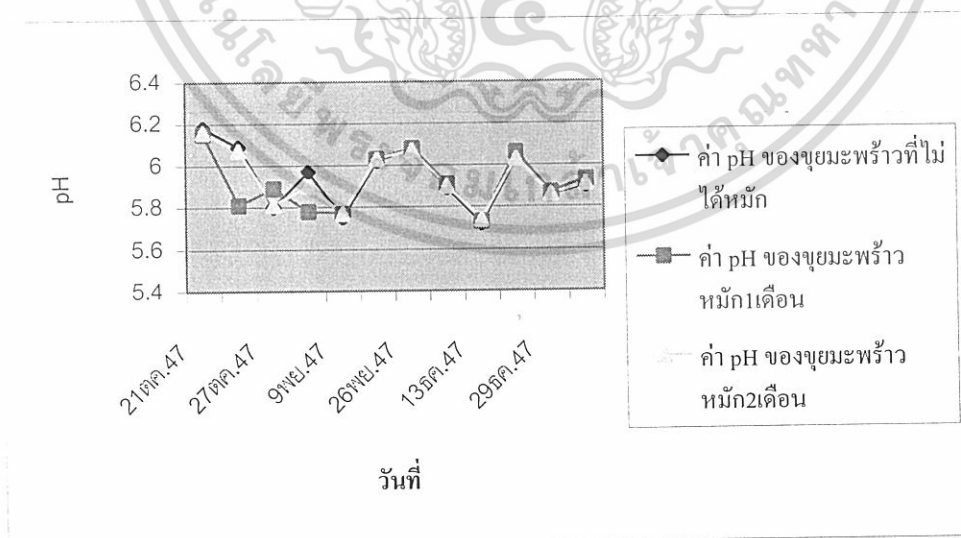 6.4
6.2
6
5.8
5.6
5.4
pH
21ตค.47
27ตค.47
9พย.47
26พย.47
13ธค.47
29ธค.47
วันที่
ค่า pH ของขุยมะพร้าวที่ไม่
ได้หมัก
ค่า pH ของขุยมะพร้าว
หมัก1เดือน
ค่า pH ของขุยมะพร้าว
หมัก2เดือน